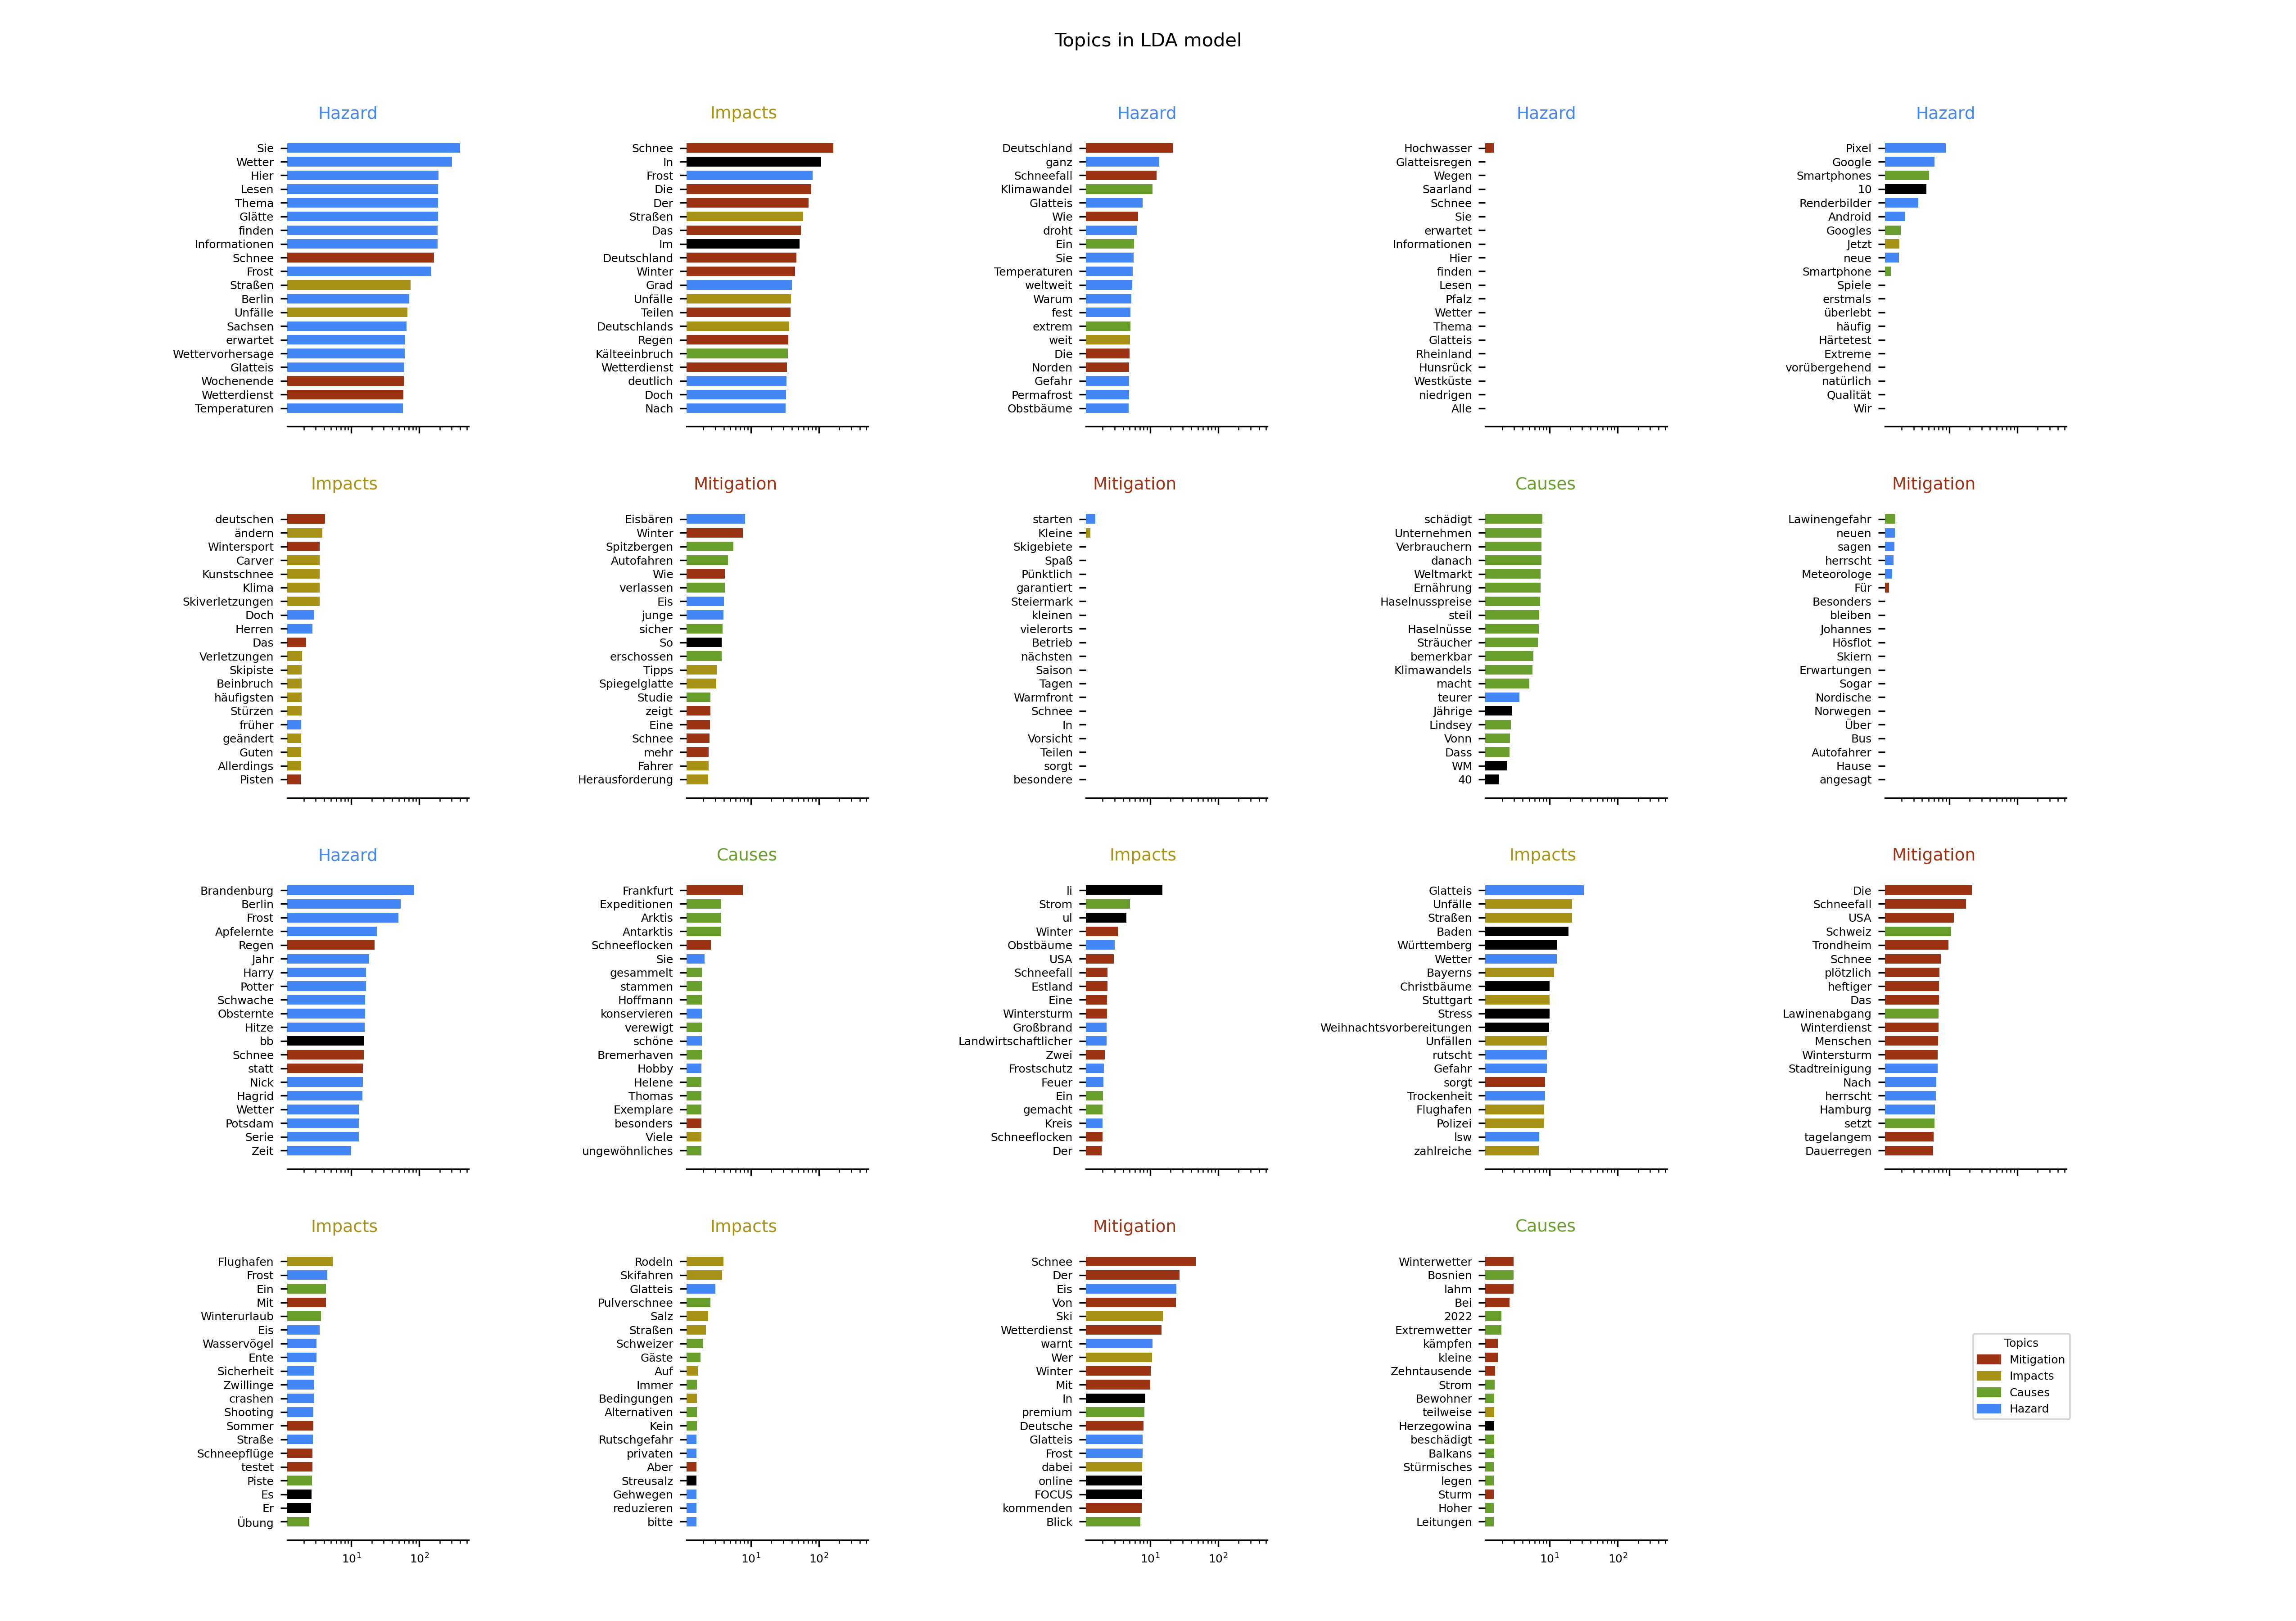 Topics in LDA model
Hazard
Sie
Wetter
Hier
Lesen
Thema
Glätte
finden
Informationen
Schnee
Frost
Straßen
Berlin
Unfälle
Sachsen
erwartet
Wettervorhersage
Glatteis
Wochenende
Wetterdienst
Temperaturen
Impacts
Schnee
In
Frost
Die
Der
Straßen
Das
Im
Deutschland
Winter
Grad
Unfälle
Teilen
Deutschlands
Regen
Kälteeinbruch
Wetterdienst
deutlich
Doch
Nach
Hazard
Deutschland
ganz
Schneefall
Klimawandel
Glatteis
Wie
droht
Ein
Sie
Temperaturen
weltweit
Warum
fest
extrem
weit
Die
Norden
Gefahr
Permafrost
Obstbäume
Hazard
Hochwasser
Glatteisregen
Wegen
Saarland
Schnee
Sie
erwartet
Informationen
Hier
finden
Lesen
Pfalz
Wetter
Thema
Glatteis
Rheinland
Hunsrück
Westküste
niedrigen
Alle
Hazard
Pixel
Google
Smartphones
10
Renderbilder
Android
Googles
Jetzt
neue
Smartphone
Spiele
erstmals
überlebt
häufig
Härtetest
Extreme
vorübergehend
natürlich
Qualität
Wir
Impacts
deutschen
ändern
Wintersport
Carver
Kunstschnee
Klima
Skiverletzungen
Doch
Herren
Das
Verletzungen
Skipiste
Beinbruch
häufigsten
Stürzen
früher
geändert
Guten
Allerdings
Pisten
Mitigation
Eisbären
Winter
Spitzbergen
Autofahren
Wie
verlassen
Eis
junge
sicher
So
erschossen
Tipps
Spiegelglatte
Studie
zeigt
Eine
Schnee
mehr
Fahrer
Herausforderung
Mitigation
starten
Kleine
Skigebiete
Spaß
Pünktlich
garantiert
Steiermark
kleinen
vielerorts
Betrieb
nächsten
Saison
Tagen
Warmfront
Schnee
In
Vorsicht
Teilen
sorgt
besondere
Causes
schädigt
Unternehmen
Verbrauchern
danach
Weltmarkt
Ernährung
Haselnusspreise
steil
Haselnüsse
Sträucher
bemerkbar
Klimawandels
macht
teurer
Jährige
Lindsey
Vonn
Dass
WM
40
Mitigation
Lawinengefahr
neuen
sagen
herrscht
Meteorologe
Für
Besonders
bleiben
Johannes
Hösflot
Skiern
Erwartungen
Sogar
Nordische
Norwegen
Über
Bus
Autofahrer
Hause
angesagt
Hazard
Brandenburg
Berlin
Frost
Apfelernte
Regen
Jahr
Harry
Potter
Schwache
Obsternte
Hitze
bb
Schnee
statt
Nick
Hagrid
Wetter
Potsdam
Serie
Zeit
Causes
Frankfurt
Expeditionen
Arktis
Antarktis
Schneeflocken
Sie
gesammelt
stammen
Hoffmann
konservieren
verewigt
schöne
Bremerhaven
Hobby
Helene
Thomas
Exemplare
besonders
Viele
ungewöhnliches
Impacts
li
Strom
ul
Winter
Obstbäume
USA
Schneefall
Estland
Eine
Wintersturm
Großbrand
Landwirtschaftlicher
Zwei
Frostschutz
Feuer
Ein
gemacht
Kreis
Schneeflocken
Der
Impacts
Glatteis
Unfälle
Straßen
Baden
Württemberg
Wetter
Bayerns
Christbäume
Stuttgart
Stress
Weihnachtsvorbereitungen
Unfällen
rutscht
Gefahr
sorgt
Trockenheit
Flughafen
Polizei
lsw
zahlreiche
Mitigation
Die
Schneefall
USA
Schweiz
Trondheim
Schnee
plötzlich
heftiger
Das
Lawinenabgang
Winterdienst
Menschen
Wintersturm
Stadtreinigung
Nach
herrscht
Hamburg
setzt
tagelangem
Dauerregen
Impacts
Flughafen
Frost
Ein
Mit
Winterurlaub
Eis
Wasservögel
Ente
Sicherheit
Zwillinge
crashen
Shooting
Sommer
Straße
Schneepflüge
testet
Piste
Es
Er
Übung
10¹ 10²
Impacts
Rodeln
Skifahren
Glatteis
Pulverschnee
Salz
Straßen
Schweizer
Gäste
Auf
Immer
Bedingungen
Alternativen
Kein
Rutschgefahr
privaten
Aber
Streusalz
Gehwegen
reduzieren
bitte
10¹ 10²
Mitigation
Schnee
Der
Eis
Von
Ski
Wetterdienst
warnt
Wer
Winter
Mit
In
premium
Deutsche
Glatteis
Frost
dabei
online
FOCUS
kommenden
Blick
10¹ 10²
Causes
Winterwetter
Bosnien
lahm
Bei
2022
Extremwetter
kämpfen
kleine
Zehntausende
Strom
Bewohner
teilweise
Herzegowina
beschädigt
Balkans
Stürmisches
legen
Sturm
Hoher
Leitungen
10¹ 10²
Topics
Mitigation
Impacts
Causes
Hazard